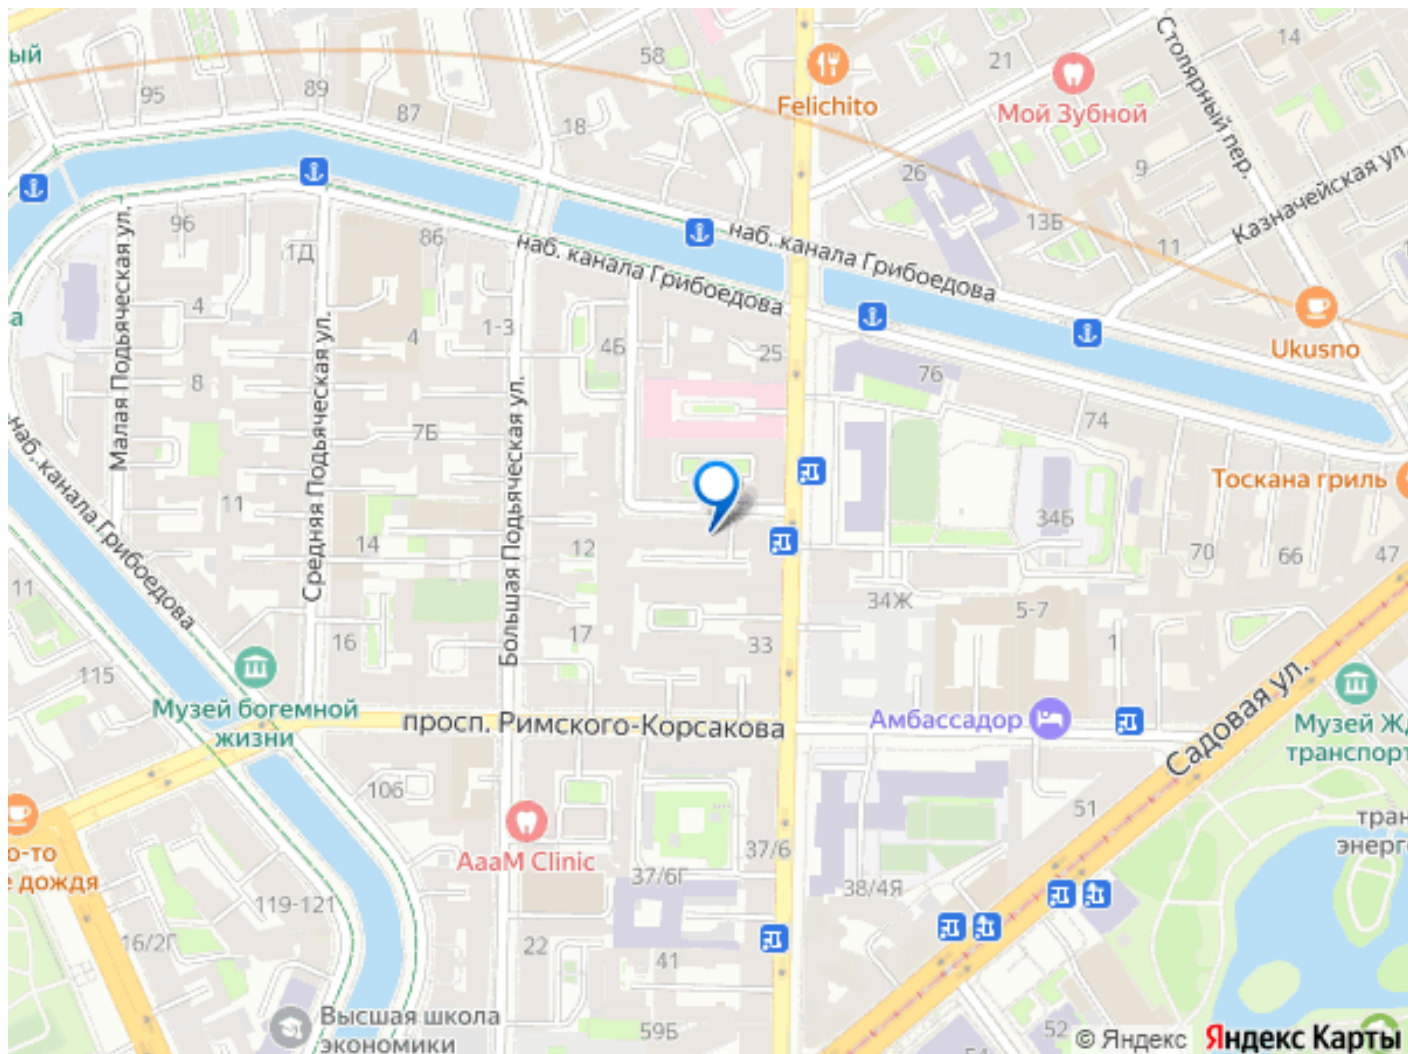 ый
58
21
14
Столярный пер.
95
89
87
18
Felichito
Мой Зубной
26
9
Казначейская ул.
13Б
11
96
1Д
86
наб. канала Грибоедова
наб. канала Грибоедова
Малая Подьяческая ул.
Средняя Подьяческая ул.
Большая Подьяческая ул.
4
4
1-3
4Б
25
76
74
Ukusno
а
8
7Б
11
14
12
наб. канала Грибоедова
Тоскана гриль
34Б
70
66
47
11
34Ж
5-7
1
16
17
33
115
Музей богемной
жизни
просп. Римского-Корсакова
Амбассадор
Садовая ул.
Музей Жд
транспорт
106
51
тран
энерг
о-то
е дождя
AaaM Clinic
37/6
37/6Г
38/4Я
119-121
16/2Г
22
41
Высшая школа
экономики
59Б
52
54
© Яндекс Яндекс Карты